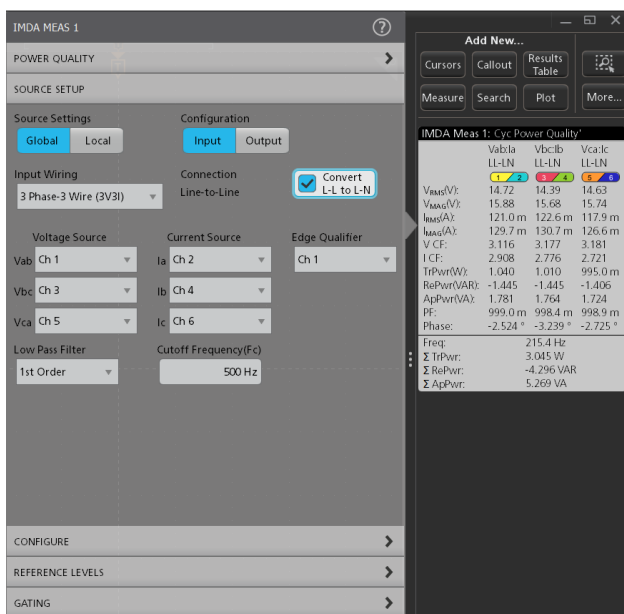 IMDA MEAS 1
?
POWER QUALITY
SOURCE SETUP
Source Settings
Configuration
Global
Local
Input
Output
Input Wiring
Connection
3 Phase-3 Wire (3V3I)
Line-to-Line
Convert
L-L to L-N
Voltage Source
Current Source
Edge Qualifier
Vab Ch 1
Ia Ch 2
Ch 1
Vbc Ch 3
Ib Ch 4
Vca Ch 5
Ic Ch 6
Low Pass Filter
Cutoff Frequency(Fc)
1st Order
500 Hz
CONFIGURE
REFERENCE LEVELS
GATING
Add New...
Cursors
Callout
Results
Table
Measure
Search
Plot
More...
IMDA Meas 1: Cyc Power Quality'
Vab:Ia Vbc:Ib Vca:Ic
LL-LN LL-LN LL-LN
1 2 3 4 5 6
VRMS(V): 14.72 14.39 14.63
VMAG(V): 15.88 15.68 15.74
IRMS(A): 121.0 m 122.6 m 117.9 m
IMAG(A): 129.7 m 130.7 m 126.6 m
V CF: 3.116 3.177 3.181
I CF: 2.908 2.776 2.721
TrPwr(W): 1.040 1.010 995.0 m
RePwr(VAR): -1.445 -1.445 -1.406
ApPwr(VA): 1.781 1.764 1.724
PF: 999.0 m 998.4 m 998.9 m
Phase: -2.524 ° -3.239 ° -2.725 °
Freq: 215.4 Hz
Σ TrPwr: 3.045 W
Σ RePwr: -4.296 VAR
Σ ApPwr: 5.269 VA